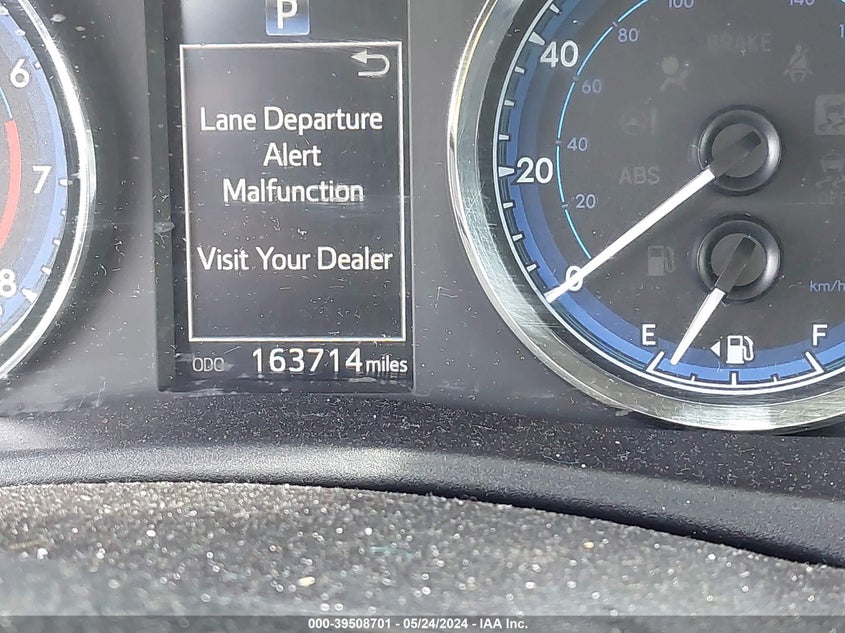 P
Lane Departure
Alert
Malfunction
Visit Your Dealer
ODO 163714 miles
6
7
8
100
140
80
BRAKE
40
60
40
ABS
20
20
0
km/h
E
F
000-39508701 - 05/24/2024 - IAA Inc.